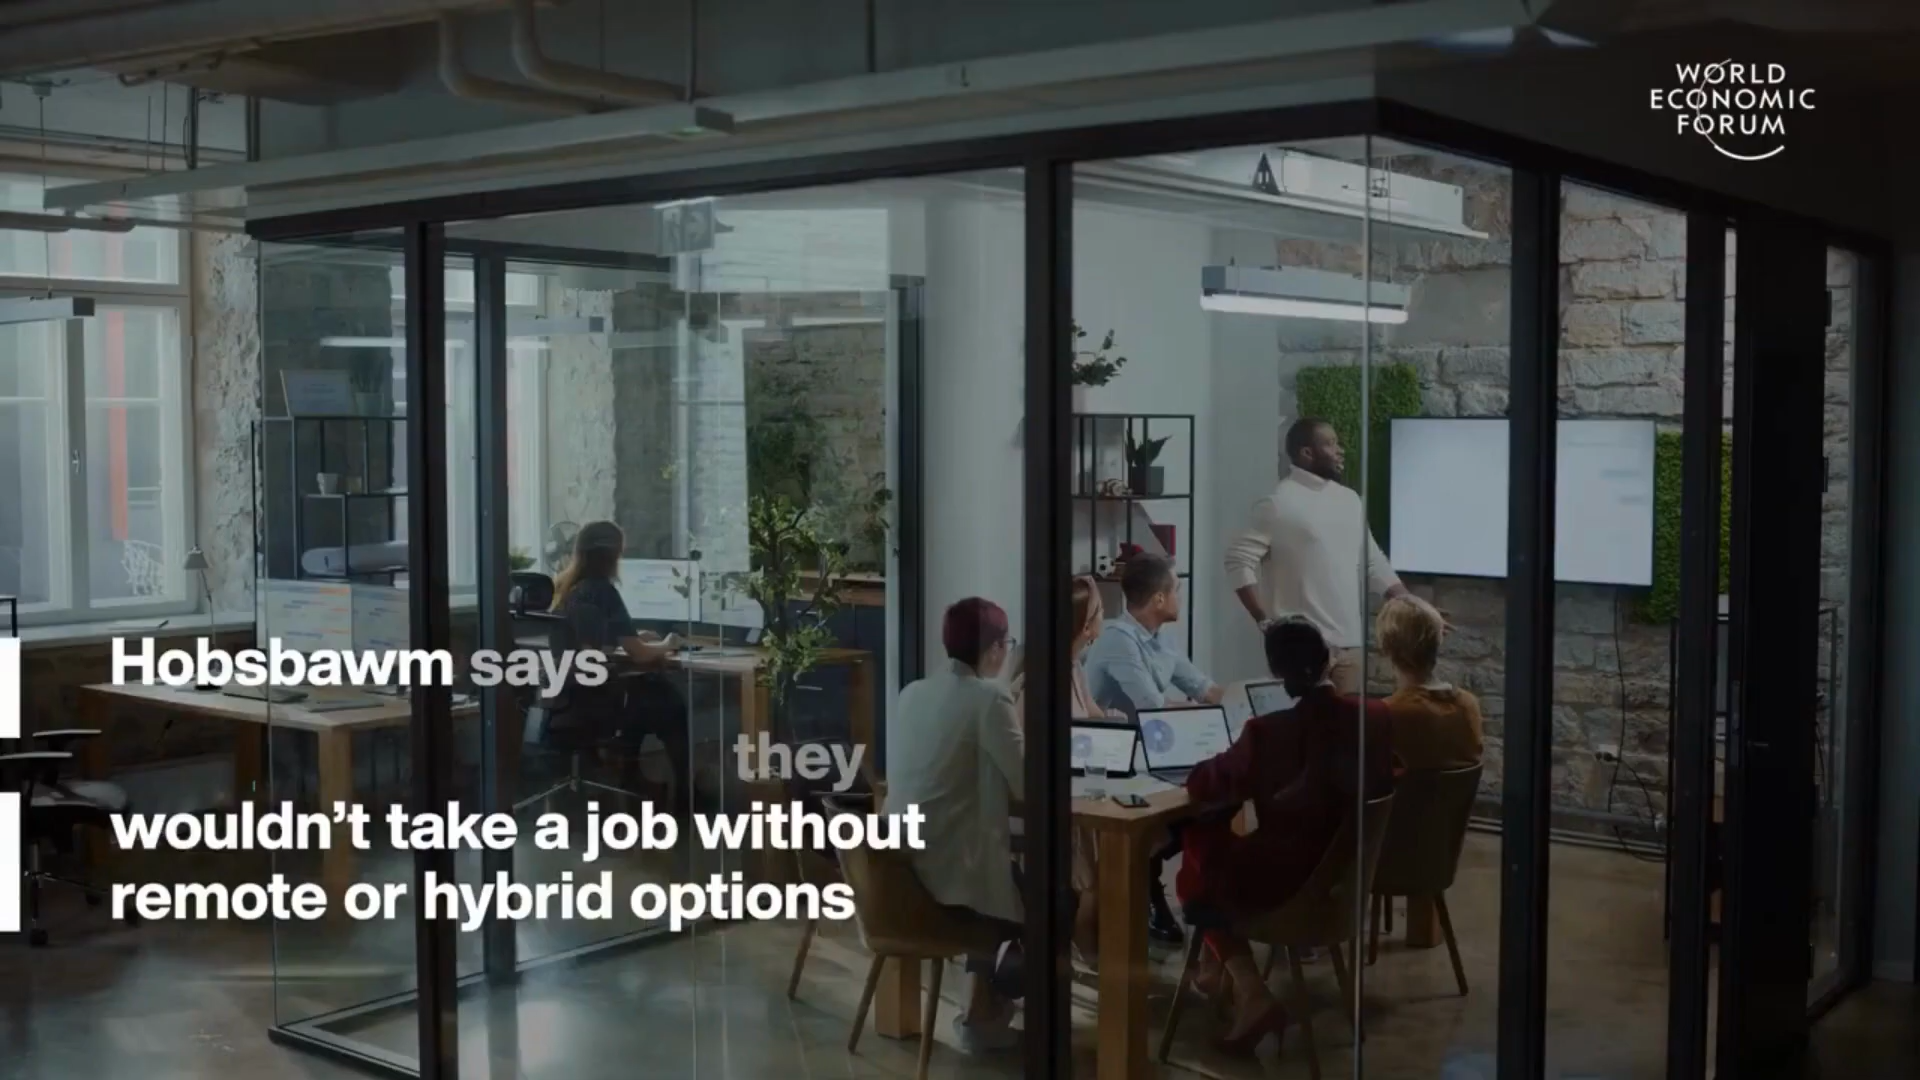 WORLD
ECONOMIC
FORUM
Hobsbawm says
they
wouldn't take a job without
remote or hybrid options